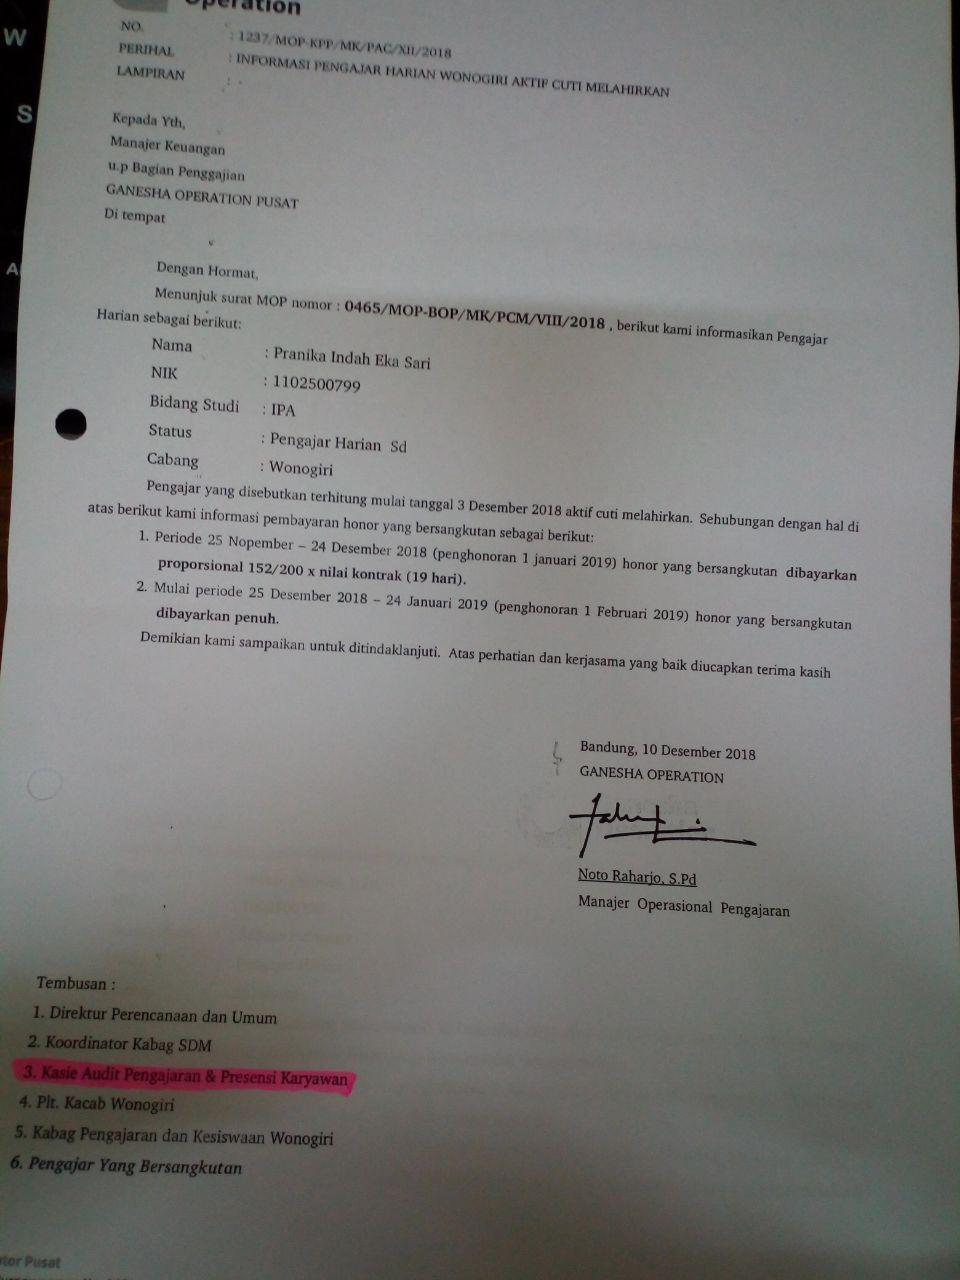 Operation
NO. : 1237/MOP-KPP/MK/PAC/XII/2018
PERIHAL : INFORMASI PENGAJAR HARIAN WONOGIRI AKTIF CUTI MELAHIRKAN
LAMPIRAN : -
Kepada Yth,
Manajer Keuangan
u.p Bagian Penggajian
GANESHA OPERATION PUSAT
Di tempat
Dengan Hormat,
Menunjuk surat MOP nomor : 0465/MOP-BOP/MK/PCM/VIII/2018 , berikut kami informasikan Pengajar
Harian sebagai berikut:
Nama : Pranika Indah Eka Sari
NIK : 1102500799
Bidang Studi : IPA
Status : Pengajar Harian Sd
Cabang : Wonogiri
Pengajar yang disebutkan terhitung mulai tanggal 3 Desember 2018 aktif cuti melahirkan. Sehubungan dengan hal di
atas berikut kami informasi pembayaran honor yang bersangkutan sebagai berikut:
1. Periode 25 Nopember – 24 Desember 2018 (penghonoran 1 januari 2019) honor yang bersangkutan dibayarkan
proporsional 152/200 x nilai kontrak (19 hari).
2. Mulai periode 25 Desember 2018 – 24 Januari 2019 (penghonoran 1 Februari 2019) honor yang bersangkutan
dibayarkan penuh.
Demikian kami sampaikan untuk ditindaklanjuti. Atas perhatian dan kerjasama yang baik diucapkan terima kasih
Bandung, 10 Desember 2018
GANESHA OPERATION
Noto Raharjo, S.Pd
Manajer Operasional Pengajaran
Tembusan :
1. Direktur Perencanaan dan Umum
2. Koordinator Kabag SDM
3. Kasie Audit Pengajaran & Presensi Karyawan
4. Plt. Kacab Wonogiri
5. Kabag Pengajaran dan Kesiswaan Wonogiri
6. Pengajar Yang Bersangkutan
Pusat
W
S
A